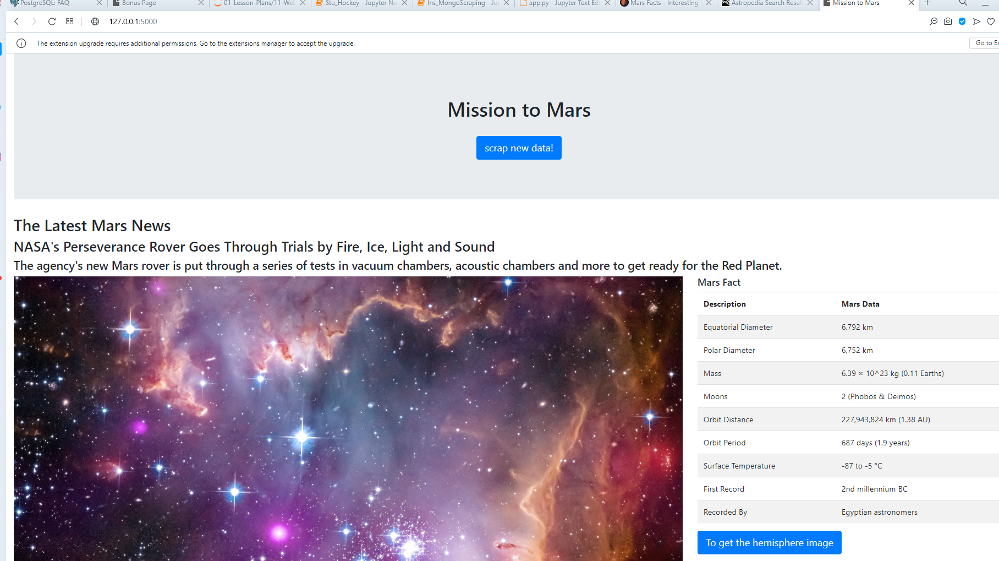 PostgreSQL: FAQ
Bonus Page
01-Lesson-Plans/11-Web
Stu_Hockey - Jupyter No
Ins_MongoScraping - Ju
app.py - Jupyter Text Edi
Mars Facts - Interesting
Astropedia Search Resul
Mission to Mars
127.0.0.1:5000
The extension upgrade requires additional permissions. Go to the extensions manager to accept the upgrade.
Go to Ex
Mission to Mars
scrap new data!
The Latest Mars News
NASA's Perseverance Rover Goes Through Trials by Fire, Ice, Light and Sound
The agency's new Mars rover is put through a series of tests in vacuum chambers, acoustic chambers and more to get ready for the Red Planet.
Mars Fact
Description Mars Data
Equatorial Diameter 6,792 km
Polar Diameter 6,752 km
Mass 6.39 × 10^23 kg (0.11 Earths)
Moons 2 (Phobos & Deimos)
Orbit Distance 227,943,824 km (1.38 AU)
Orbit Period 687 days (1.9 years)
Surface Temperature -87 to -5 °C
First Record 2nd millennium BC
Recorded By Egyptian astronomers
To get the hemisphere image